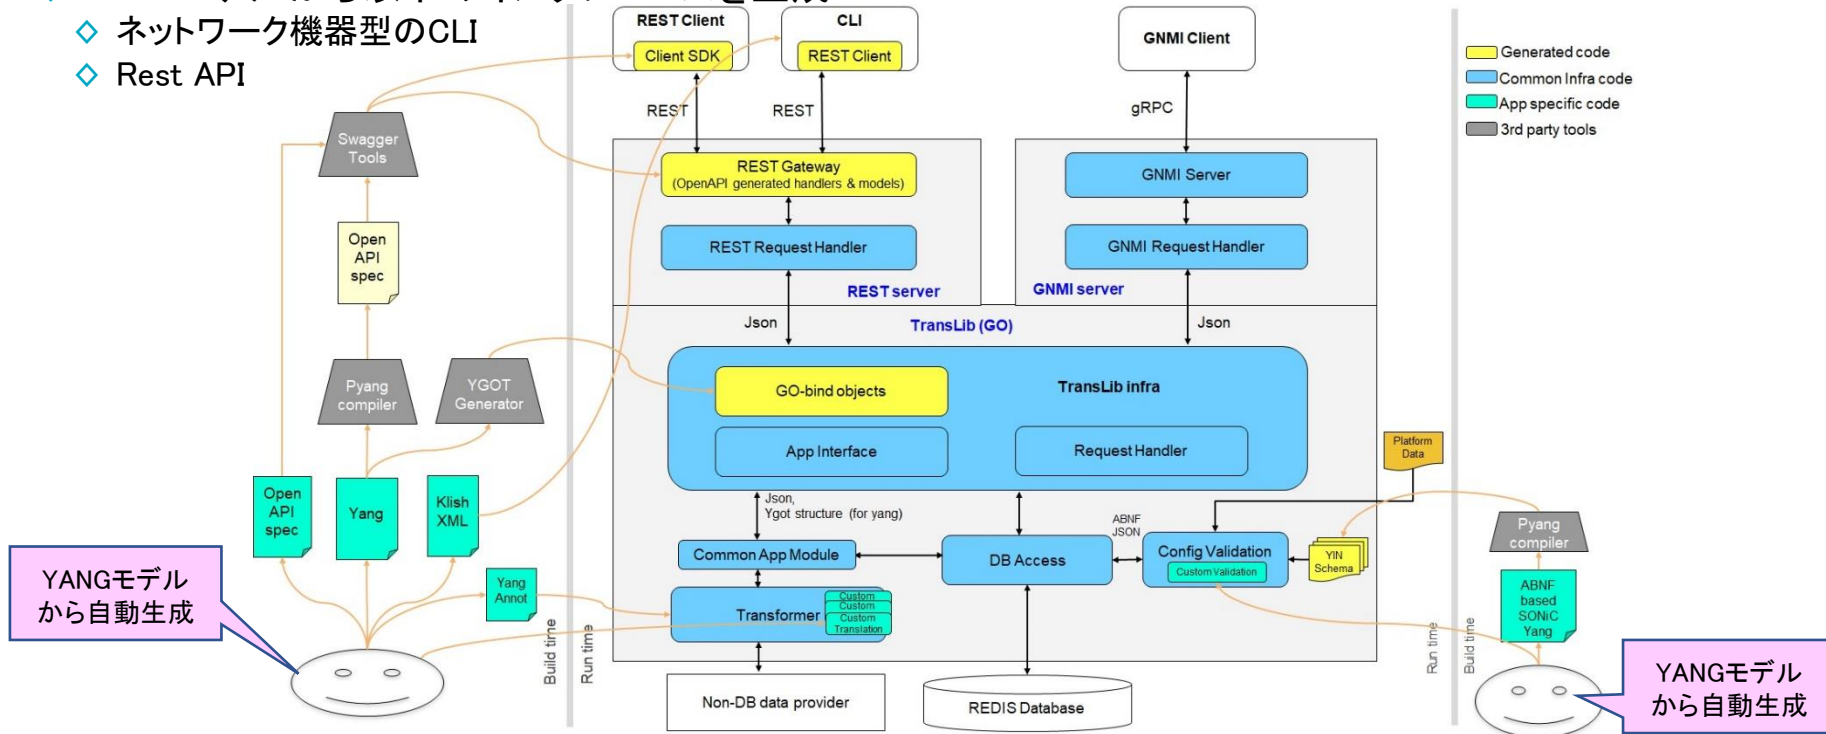 ネットワーク機器型のCLI
Rest API
REST Client
Client SDK
CLI
REST Client
GNMI Client
Generated code
Common Infra code
App specific code
3rd party tools
REST
REST
gRPC
Swagger
Tools
REST Gateway
(OpenAPI generated handlers & models)
GNMI Server
Open
API
spec
REST Request Handler
GNMI Request Handler
REST server
GNMI server
Json
TransLib (GO)
Json
Pyang
compiler
YGOT
Generator
GO-bind objects
TransLib infra
App Interface
Request Handler
Platform
Data
Open
API
spec
Yang
Klish
XML
Json,
Ygot structure (for yang)
ABNF
JSON
Pyang
compiler
Common App Module
DB Access
Config Validation
Custom Validation
YIN
Schema
YANGモデル
から自動生成
Yang
Annot
Transformer
Custom
Custom
Custom
Translation
ABNF
based
SONiC
Yang
Build time
Run time
Run time
Build time
YANGモデル
から自動生成
Non-DB data provider
REDIS Database